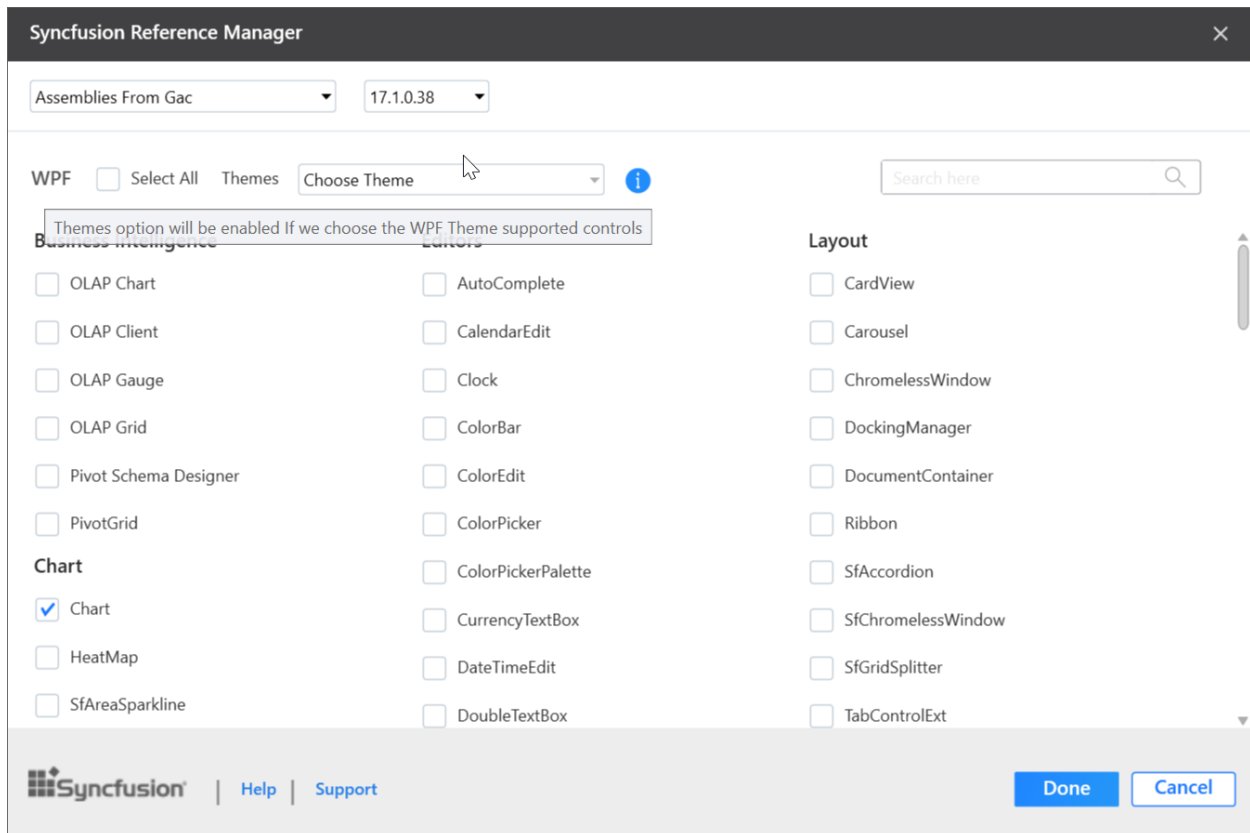 Syncfusion Reference Manager
Assemblies From Gac
17.1.0.38
WPF
Select All
Themes
Choose Theme
i
Search here
Themes option will be enabled If we choose the WPF Theme supported controls
Business Intelligence
OLAP Chart
OLAP Client
OLAP Gauge
OLAP Grid
Pivot Schema Designer
PivotGrid
Chart
Chart
HeatMap
SfAreaSparkline
Editors
AutoComplete
CalendarEdit
Clock
ColorBar
ColorEdit
ColorPicker
ColorPickerPalette
CurrencyTextBox
DateTimeEdit
DoubleTextBox
Layout
CardView
Carousel
ChromelessWindow
DockingManager
DocumentContainer
Ribbon
SfAccordion
SfChromelessWindow
SfGridSplitter
TabControlExt
Syncfusion
Help
Support
Done
Cancel